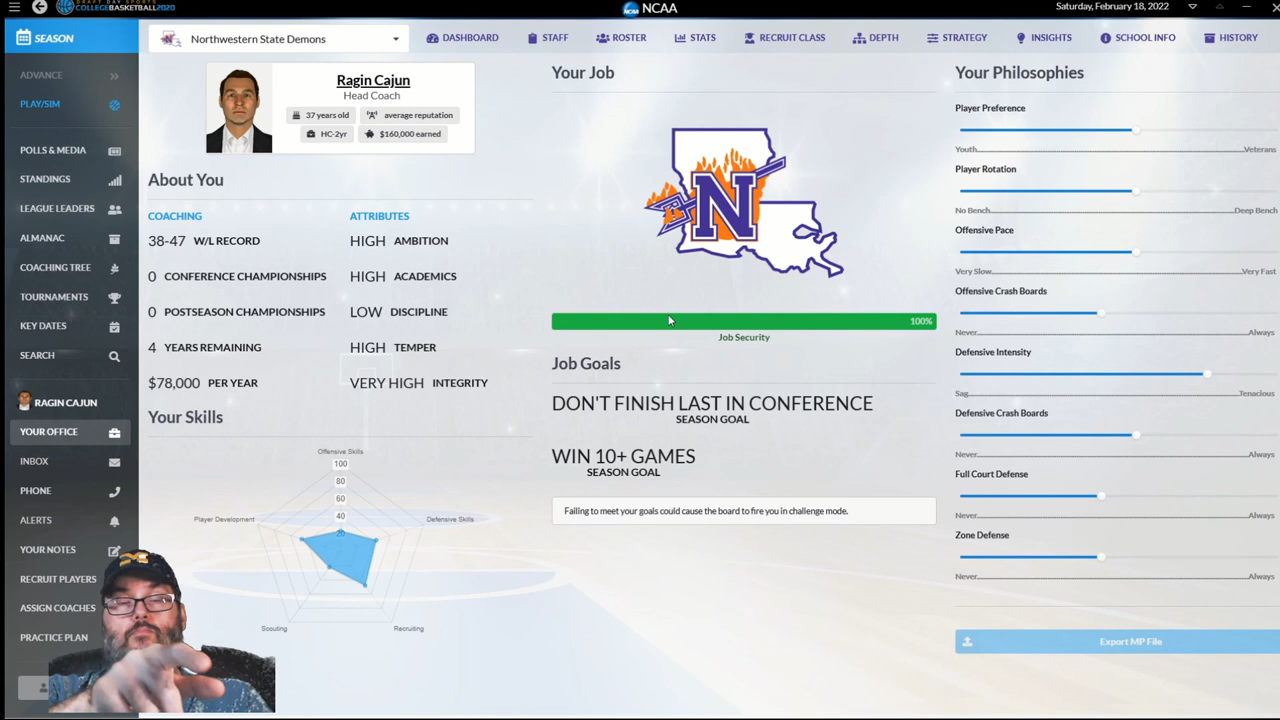 DRAFT DAY SPORTS
COLLEGEBASKETBALL2020
NCAA
Saturday, February 18, 2022
SEASON
Northwestern State Demons
DASHBOARD
STAFF
ROSTER
STATS
RECRUIT CLASS
DEPTH
STRATEGY
INSIGHTS
SCHOOL INFO
HISTORY
ADVANCE
PLAY/SIM
POLLS & MEDIA
STANDINGS
LEAGUE LEADERS
ALMANAC
COACHING TREE
TOURNAMENTS
KEY DATES
SEARCH
RAGIN CAJUN
YOUR OFFICE
INBOX
PHONE
ALERTS
YOUR NOTES
RECRUIT PLAYERS
ASSIGN COACHES
PRACTICE PLAN
Ragin Cajun
Head Coach
37 years old
average reputation
HC-2yr
$160,000 earned
About You
COACHING
38-47 W/L RECORD
0 CONFERENCE CHAMPIONSHIPS
0 POSTSEASON CHAMPIONSHIPS
4 YEARS REMAINING
$78,000 PER YEAR
ATTRIBUTES
HIGH AMBITION
HIGH ACADEMICS
LOW DISCIPLINE
HIGH TEMPER
VERY HIGH INTEGRITY
Your Skills
Offensive Skills
100
80
60
40
20
Player Development
Defensive Skills
Scouting
Recruiting
Your Job
N
100%
Job Security
Job Goals
DON'T FINISH LAST IN CONFERENCE
SEASON GOAL
WIN 10+ GAMES
SEASON GOAL
Failing to meet your goals could cause the board to fire you in challenge mode.
Your Philosophies
Player Preference
Youth Veterans
Player Rotation
No Bench Deep Bench
Offensive Pace
Very Slow Very Fast
Offensive Crash Boards
Never Always
Defensive Intensity
Sag Tenacious
Defensive Crash Boards
Never Always
Full Court Defense
Never Always
Zone Defense
Never Always
Export MP File